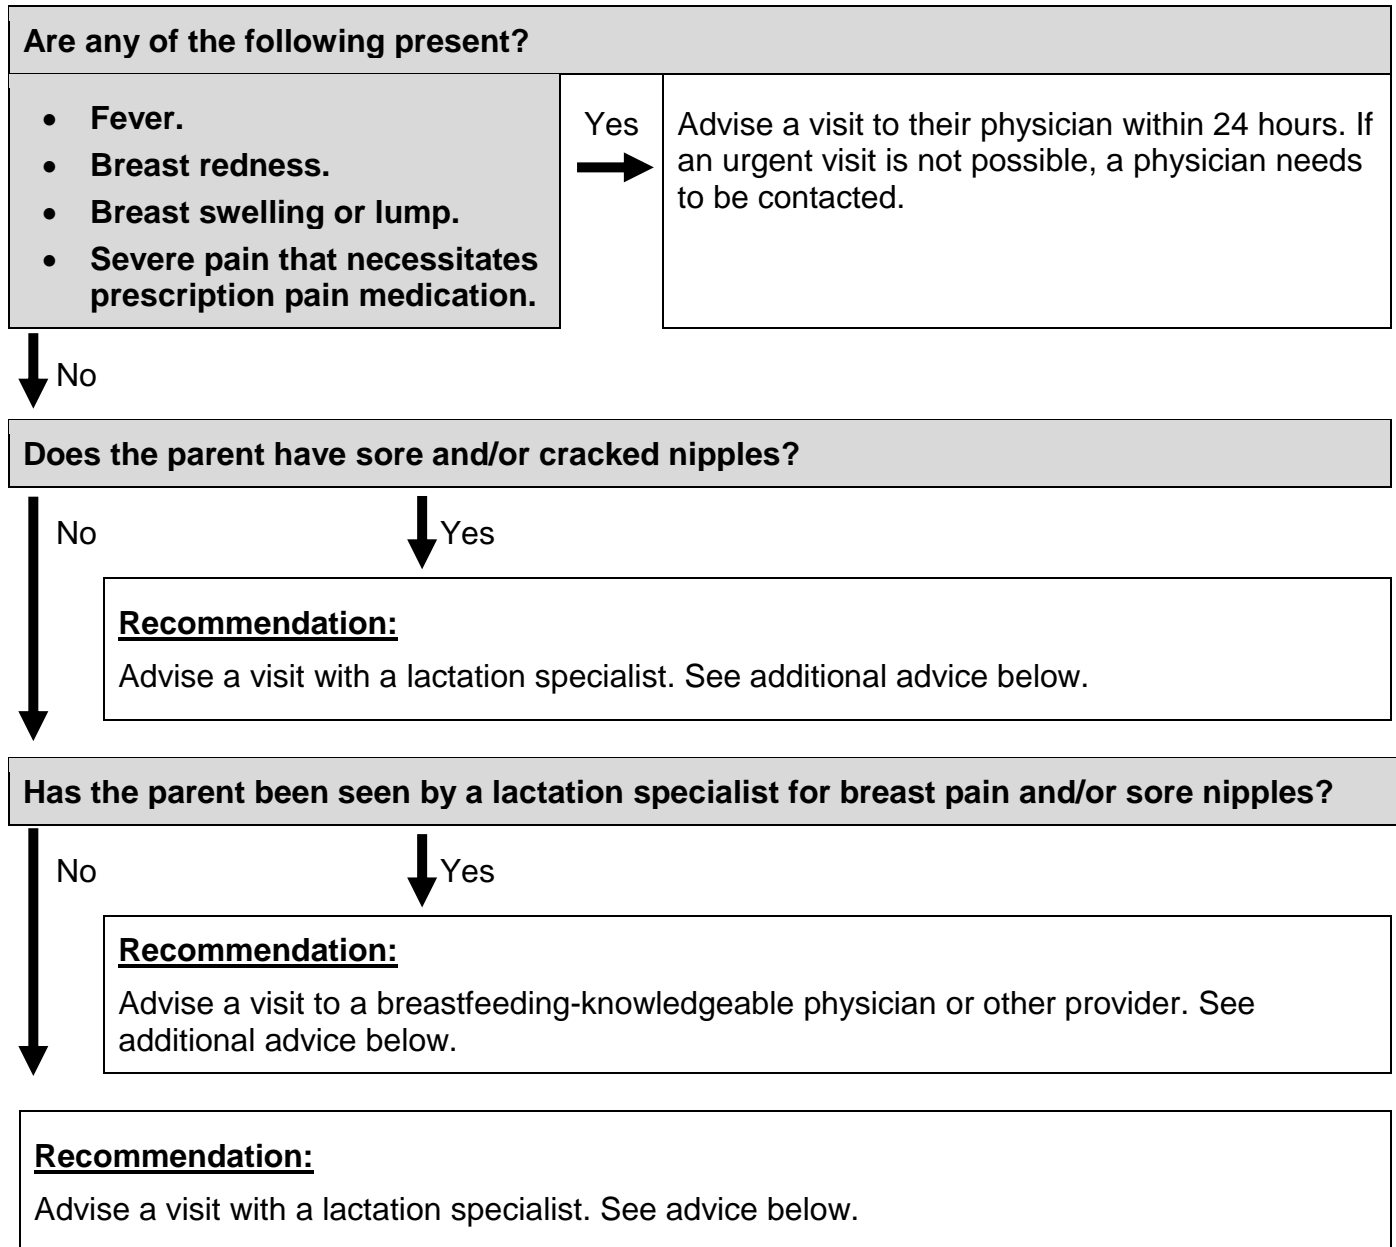 Are any of the following present?
• Fever.
• Breast redness.
• Breast swelling or lump.
• Severe pain that necessitates
prescription pain medication.
Yes
Advise a visit to their physician within 24 hours. If
an urgent visit is not possible, a physician needs
to be contacted.
No
Does the parent have sore and/or cracked nipples?
No
Yes
Recommendation:
Advise a visit with a lactation specialist. See additional advice below.
Has the parent been seen by a lactation specialist for breast pain and/or sore nipples?
No
Yes
Recommendation:
Advise a visit to a breastfeeding-knowledgeable physician or other provider. See
additional advice below.
Recommendation:
Advise a visit with a lactation specialist. See advice below.